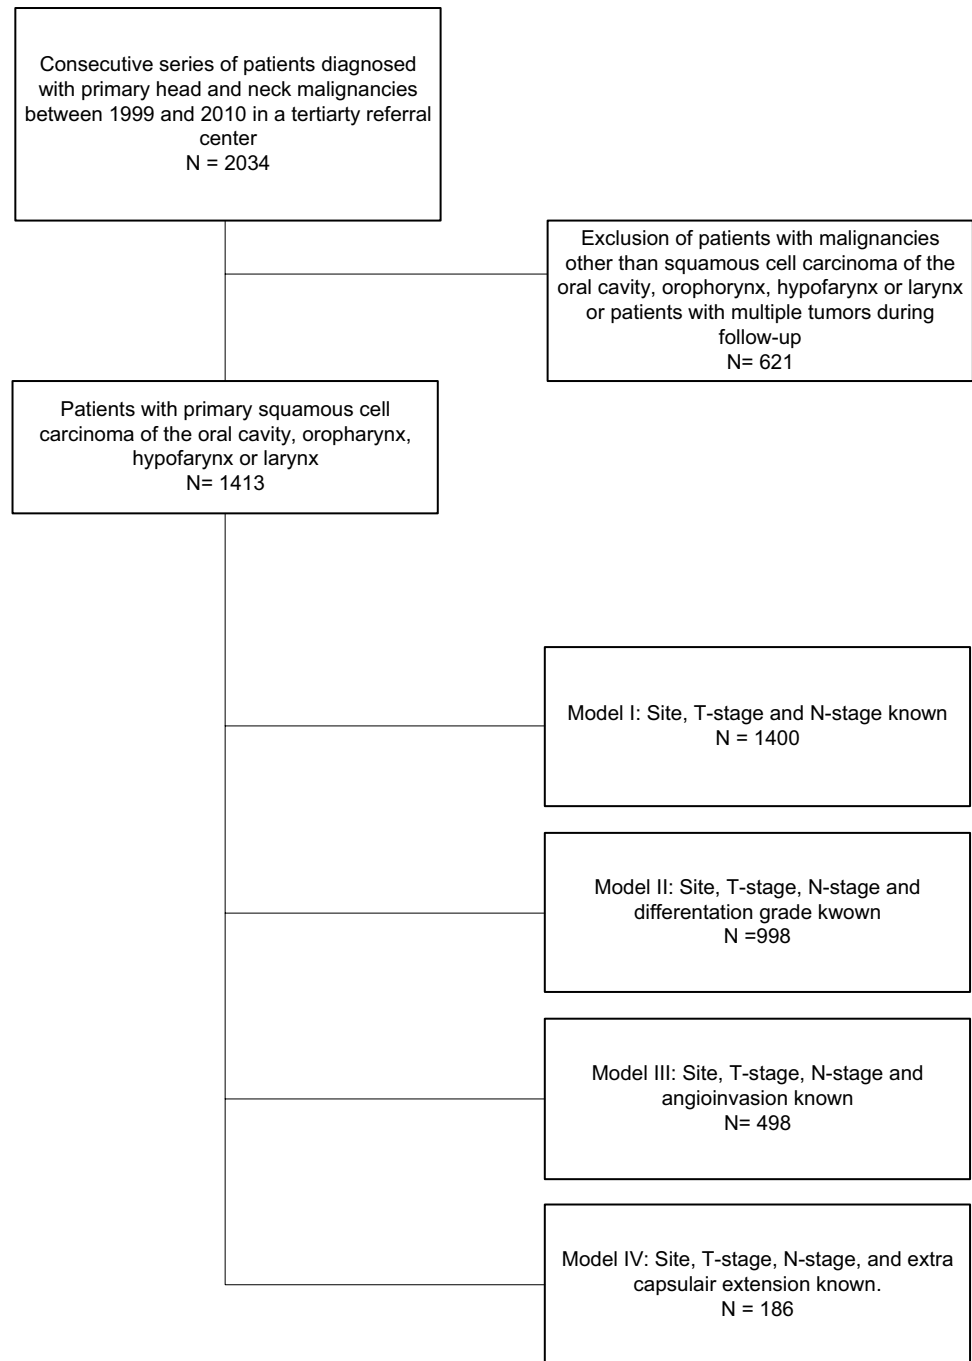 Consecutive series of patients diagnosed
with primary head and neck malignancies
between 1999 and 2010 in a tertiarty referral
center
N = 2034
Exclusion of patients with malignancies
other than squamous cell carcinoma of the
oral cavity, orophorynx, hypofarynx or larynx
or patients with multiple tumors during
follow-up
N= 621
Patients with primary squamous cell
carcinoma of the oral cavity, oropharynx,
hypofarynx or larynx
N= 1413
Model I: Site, T-stage and N-stage known
N = 1400
Model II: Site, T-stage, N-stage and
differentation grade kwown
N =998
Model III: Site, T-stage, N-stage and
angioinvasion known
N= 498
Model IV: Site, T-stage, N-stage, and extra
capsulair extension known.
N = 186